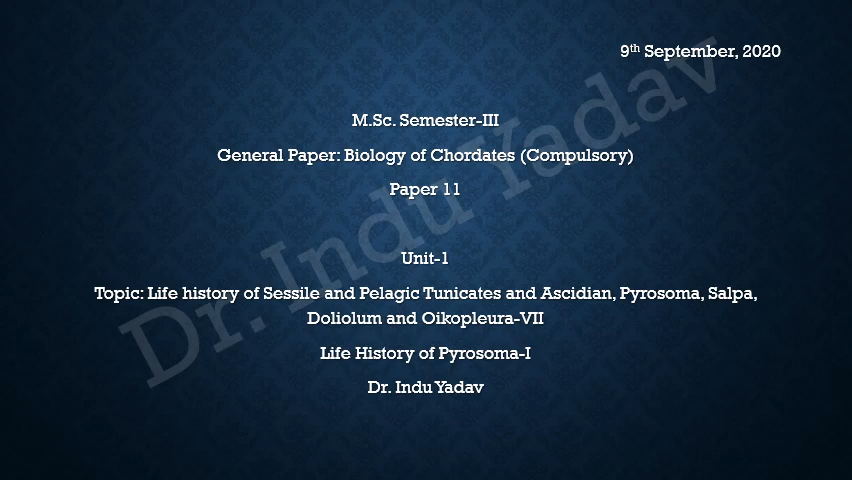 9th September, 2020
M.Sc. Semester-III
General Paper: Biology of Chordates (Compulsory)
Paper 11
Unit-1
Topic: Life history of Sessile and Pelagic Tunicates and Ascidian, Pyrosoma, Salpa,
Doliolum and Oikopleura-VII
Life History of Pyrosoma-I
Dr. Indu Yadav
Dr. Indu Yadav